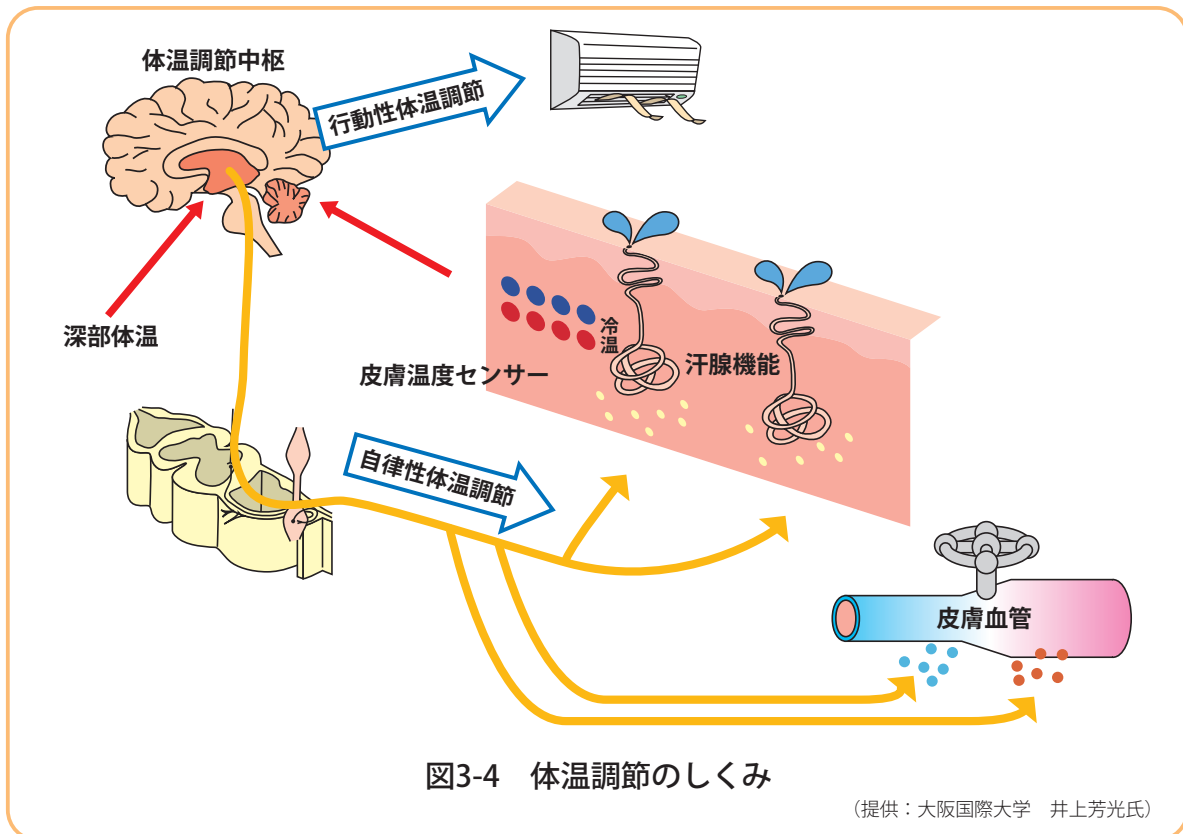 体温調節中枢
行動性体温調節
深部体温
冷
温
皮膚温度センサー
汗腺機能
自律性体温調節
皮膚血管
図3-4　体温調節のしくみ
（提供：大阪国際大学　井上芳光氏）